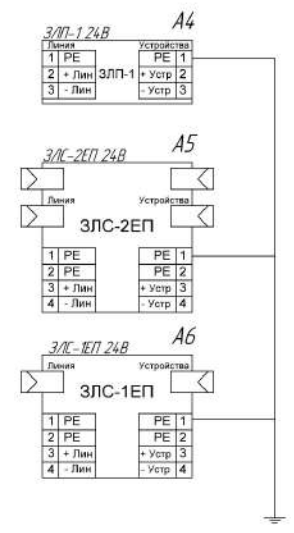 А4
ЗЛП-1 24В
Линия Устройства
1 PE PE 1
2 + Лин ЗЛП-1 + Устр 2
3 - Лин - Устр 3
А5
ЗЛС-2ЕП 24В
Линия Устройства
ЗЛС-2ЕП
1 PE PE 1
2 PE PE 2
3 + Лин + Устр 3
4 - Лин - Устр 4
А6
ЗЛС-1ЕП 24В
Линия Устройства
ЗЛС-1ЕП
1 PE PE 1
2 PE PE 2
3 + Лин + Устр 3
4 - Лин - Устр 4